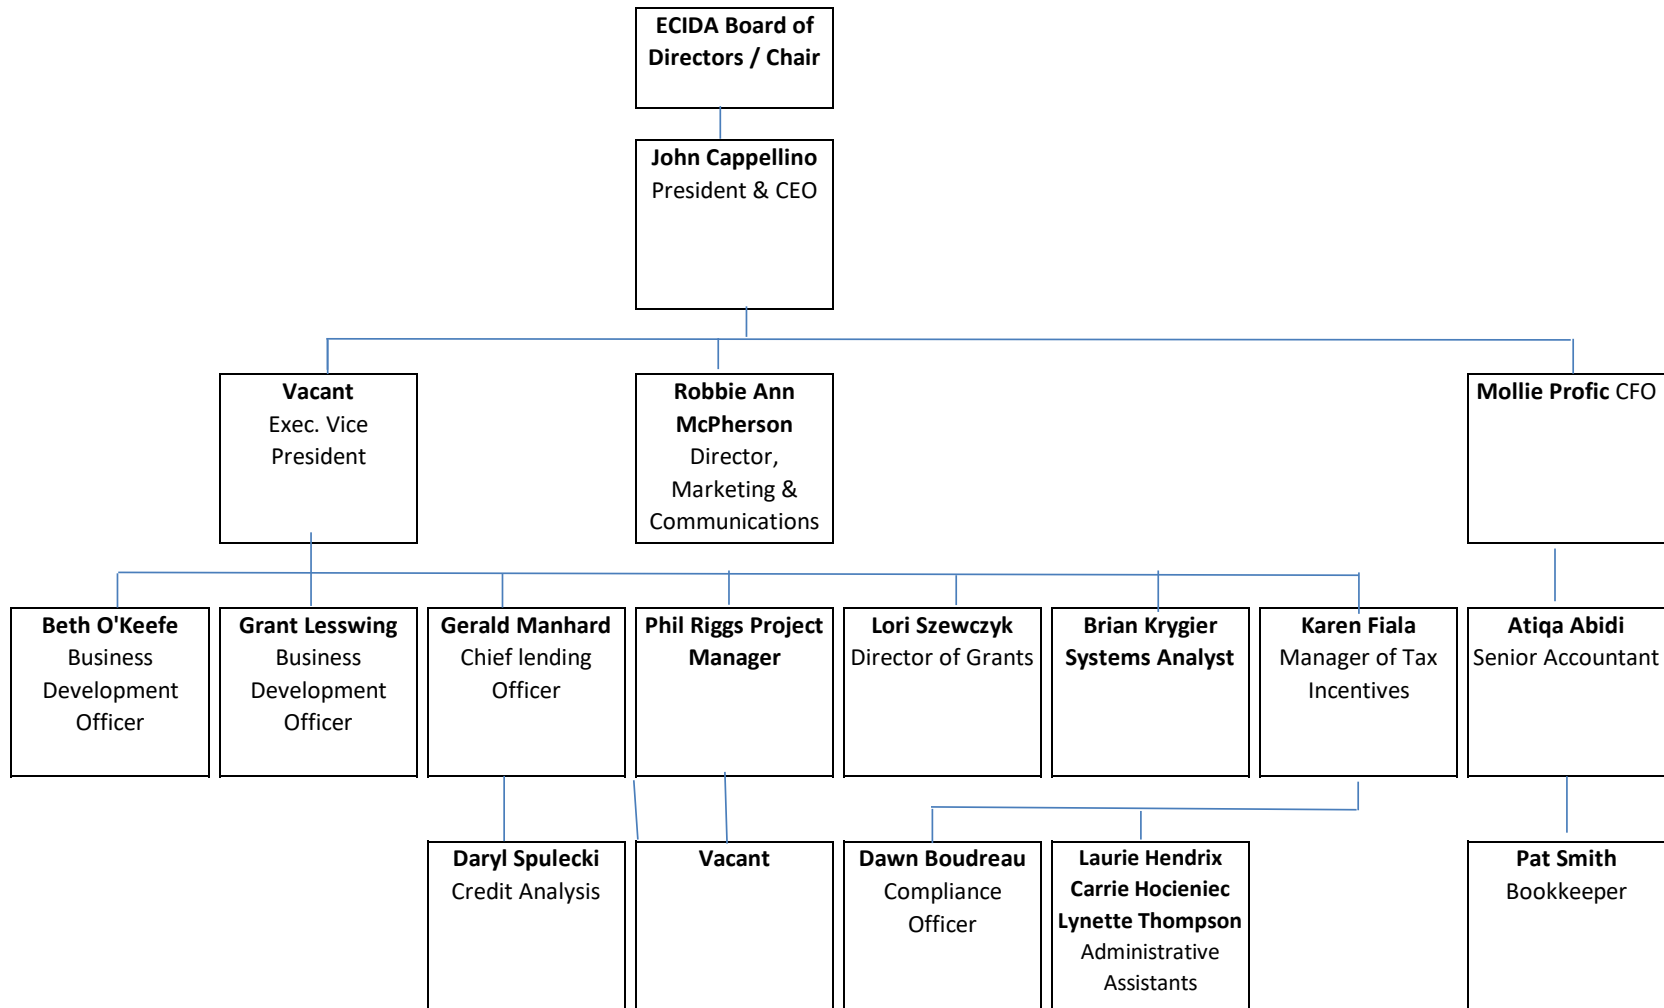 ECIDA Board of
Directors / Chair
John Cappellino
President & CEO
Vacant
Exec. Vice
President
Robbie Ann
McPherson
Director,
Marketing &
Communications
Mollie Profic CFO
Beth O'Keefe
Business
Development
Officer
Grant Lesswing
Business
Development
Officer
Gerald Manhard
Chief lending
Officer
Phil Riggs Project
Manager
Lori Szewczyk
Director of Grants
Brian Krygier
Systems Analyst
Karen Fiala
Manager of Tax
Incentives
Atiqa Abidi
Senior Accountant
Daryl Spulecki
Credit Analysis
Vacant
Dawn Boudreau
Compliance
Officer
Laurie Hendrix
Carrie Hocieniec
Lynette Thompson
Administrative
Assistants
Pat Smith
Bookkeeper